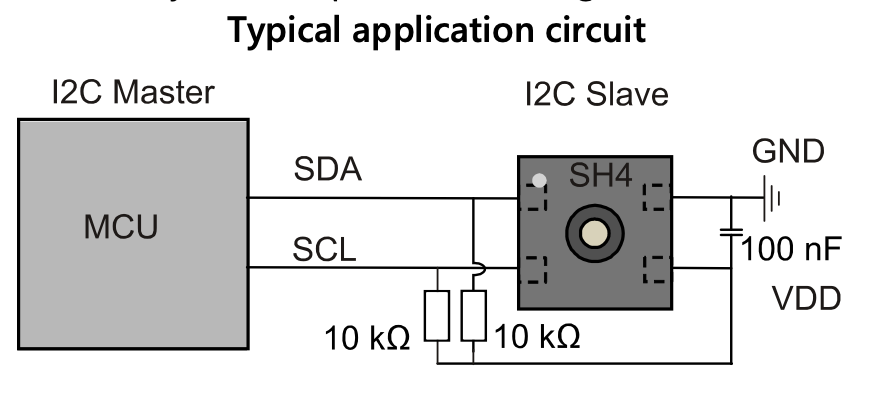 Typical application circuit
I2C Master
I2C Slave
GND
SDA
SH4
MCU
SCL
100 nF
VDD
10 kΩ
10 kΩ